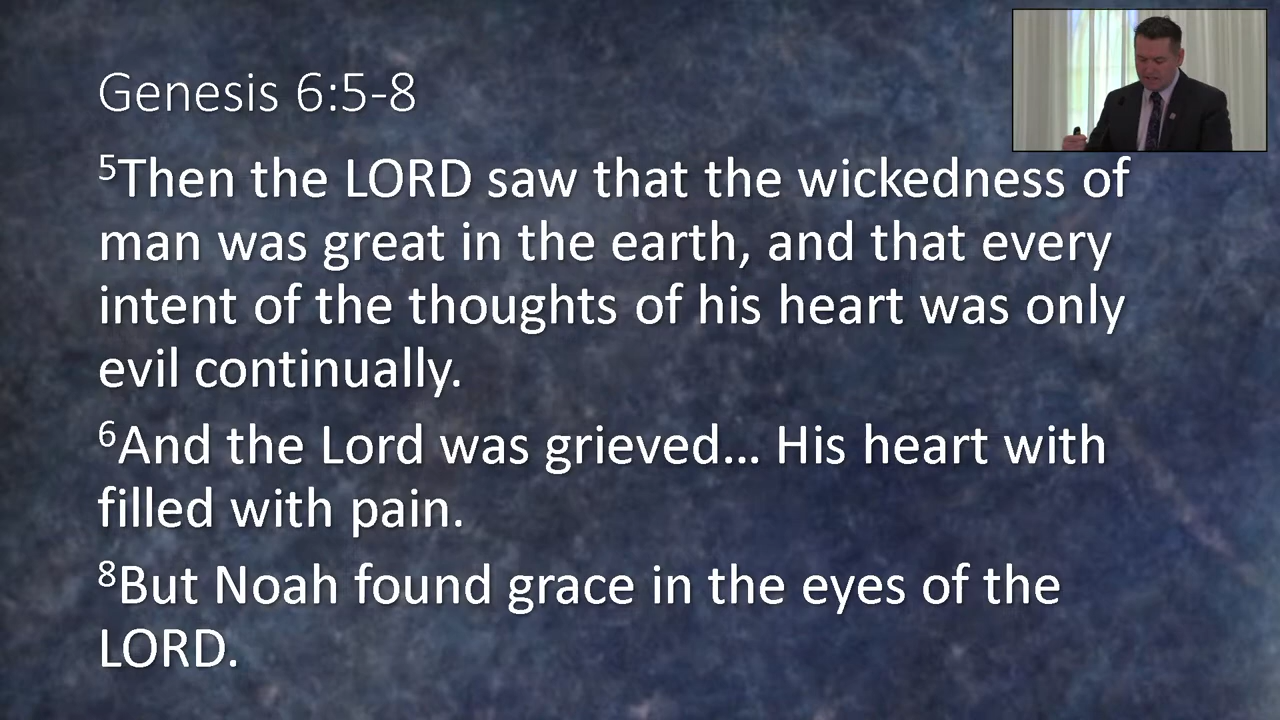 Genesis 6:5-8
5Then the LORD saw that the wickedness of
man was great in the earth, and that every
intent of the thoughts of his heart was only
evil continually.
6And the Lord was grieved... His heart with
filled with pain.
8But Noah found grace in the eyes of the
LORD.